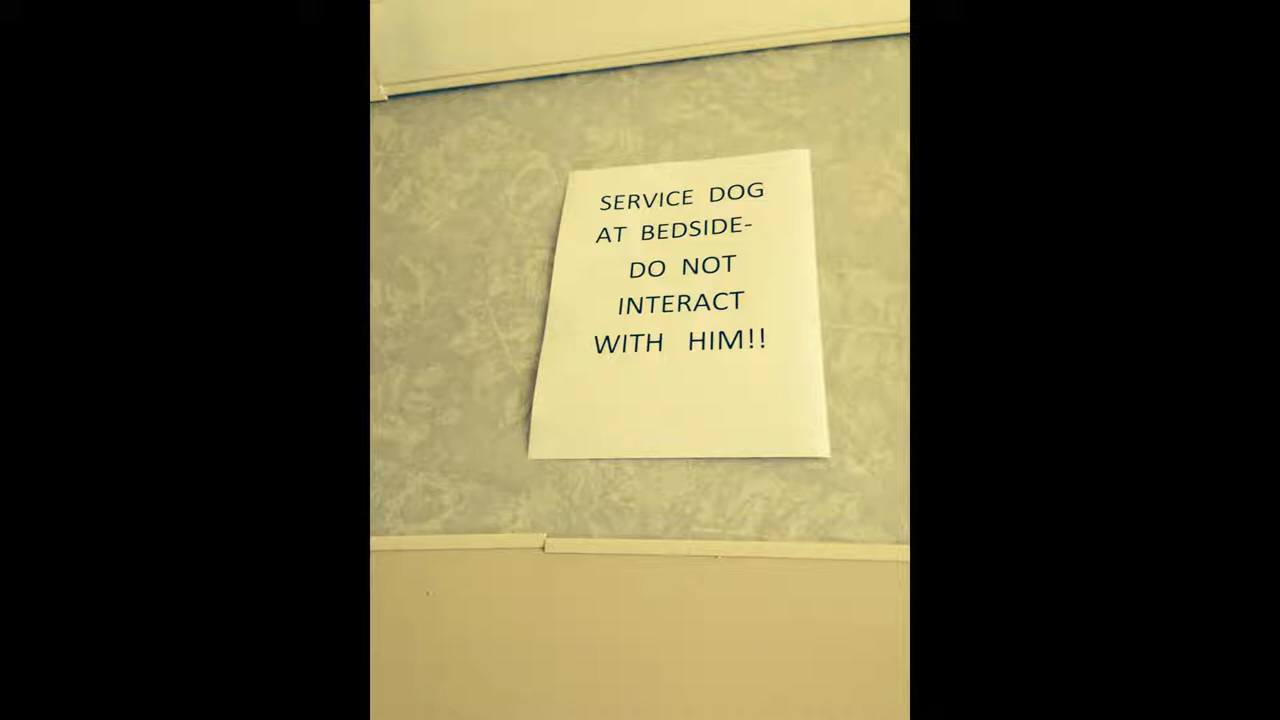 SERVICE DOG
AT BEDSIDE-
DO NOT
INTERACT
WITH HIM!!